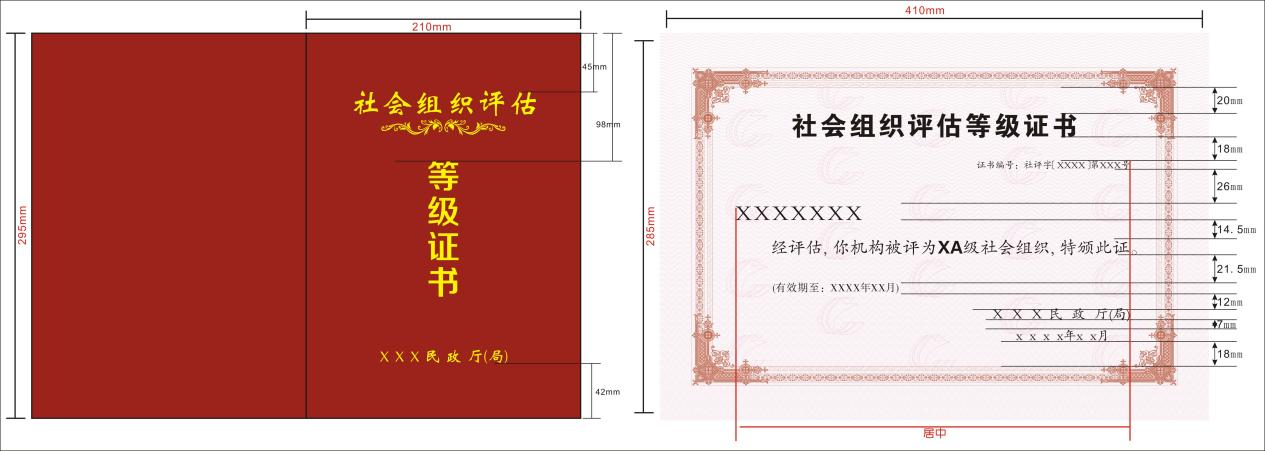 210mm
295mm
45mm
98mm
社会组织评估
等级证书
XXX民政厅(局)
42mm
410mm
285mm
社会组织评估等级证书
证书编号：社评字[XXXX]第XXX号
XXXXXXX
经评估,你机构被评为XA级社会组织,特颁此证。
(有效期至：XXXX年XX月)
XXX民政厅(局)
xxxx年xx月
20mm
18mm
26mm
14.5mm
21.5mm
12mm
7mm
18mm
居中